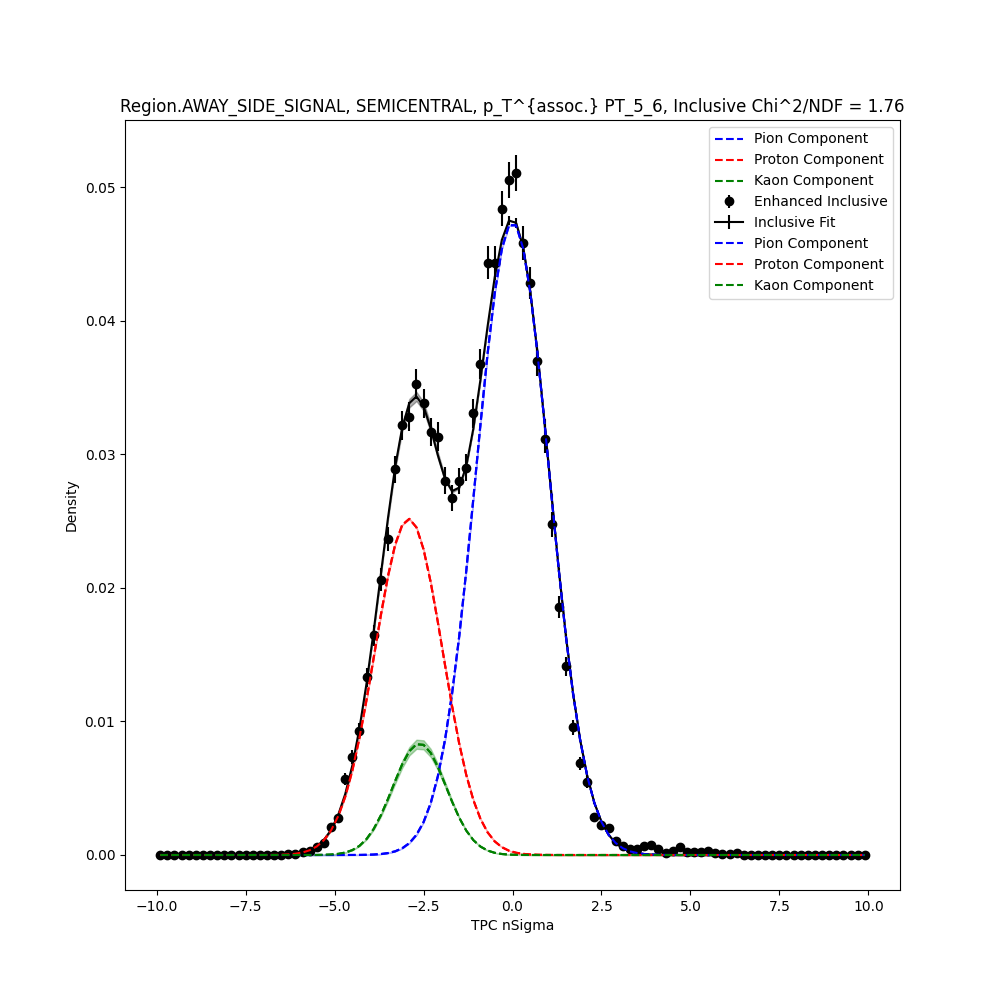 Region.AWAY_SIDE_SIGNAL, SEMICENTRAL, p_T^{assoc.} PT_5_6, Inclusive Chi^2/NDF = 1.76
Pion Component
Proton Component
Kaon Component
Enhanced Inclusive
Inclusive Fit
Pion Component
Proton Component
Kaon Component
0.05
0.04
0.03
0.02
0.01
0.00
Density
−10.0 −7.5 −5.0 −2.5 0.0 2.5 5.0 7.5 10.0
TPC nSigma